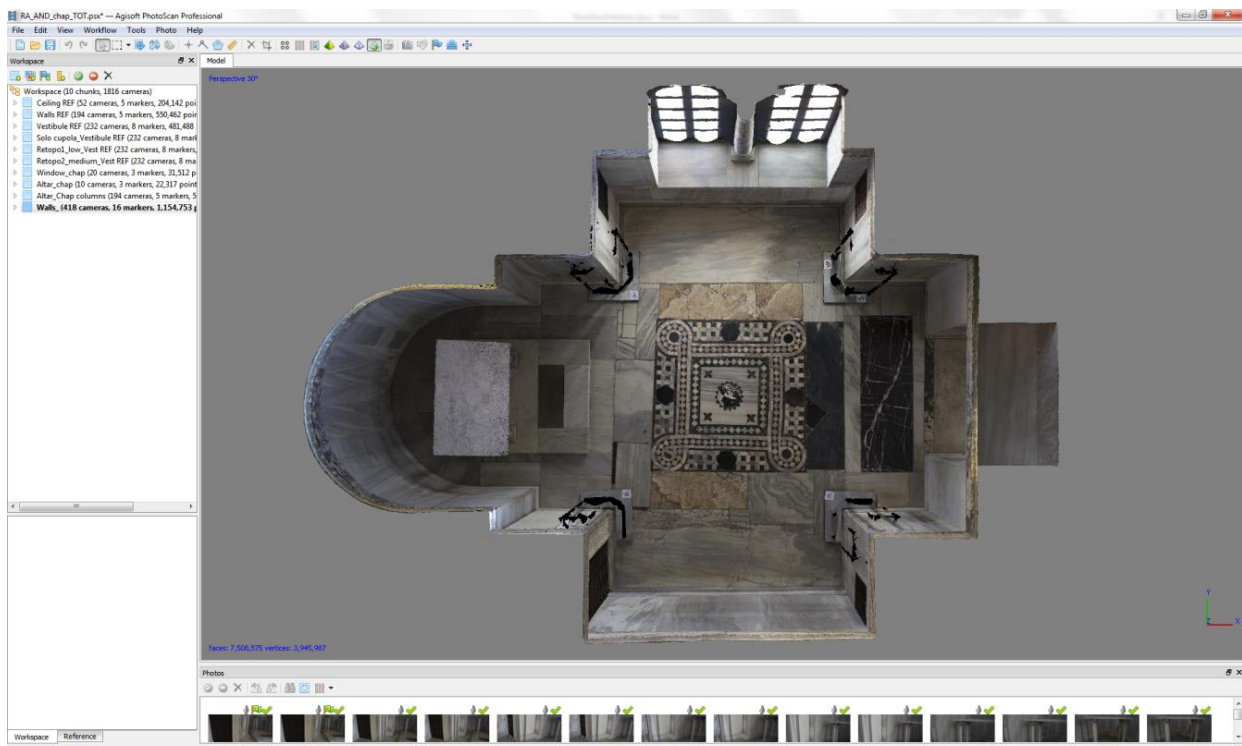 RA_AND_chap_TOT.psx* — Agisoft PhotoScan Professional
File Edit View Workflow Tools Photo Help
Workspace
Model
Perspective 30°
Workspace (10 chunks, 1816 cameras)
Ceiling REF (52 cameras, 5 markers, 204,142 poi
Walls REF (194 cameras, 5 markers, 550,462 poir
Vestibule REF (232 cameras, 8 markers, 481,488
Solo cupola_Vestibule REF (232 cameras, 8 mark
Retopo1_low_Vest REF (232 cameras, 8 markers,
Retopo2_medium_Vest REF (232 cameras, 8 ma
Window_chap (20 cameras, 3 markers, 31,512 p
Altar_chap (10 cameras, 3 markers, 22,317 point
Altar_Chap columns (194 cameras, 5 markers, 5
Walls_ (418 cameras, 16 markers, 1,154,753 p
Y
Z X
faces: 7,500,575 vertices: 3,945,987
Photos
Workspace Reference